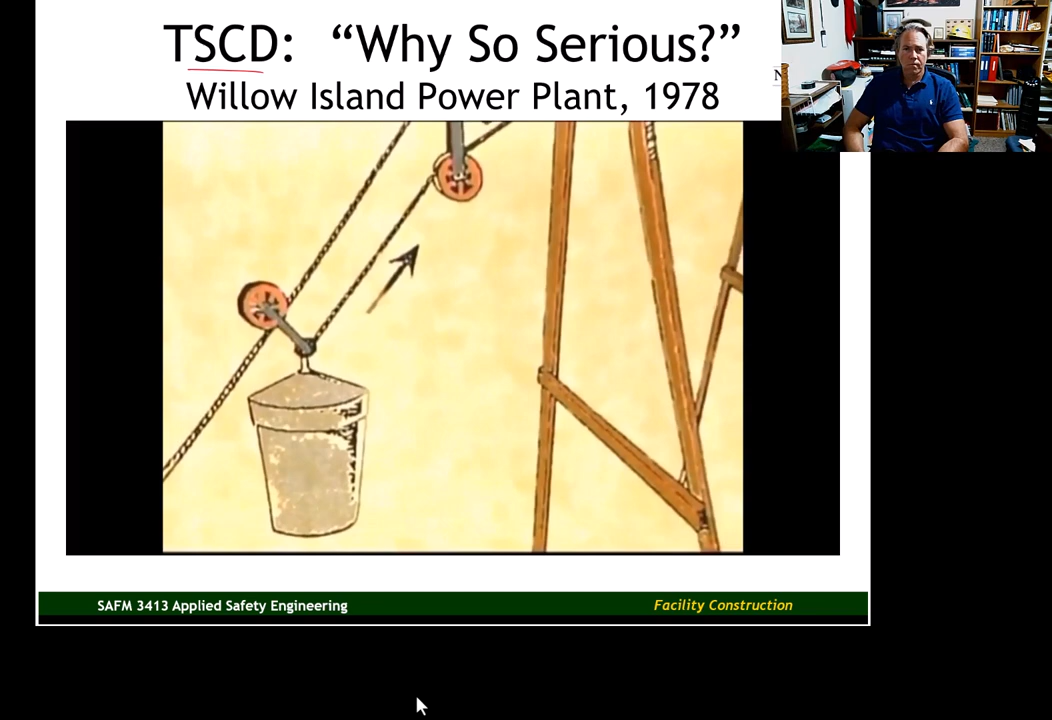 TSCD: “Why So Serious?”
Willow Island Power Plant, 1978
N
SAFM 3413 Applied Safety Engineering
Facility Construction